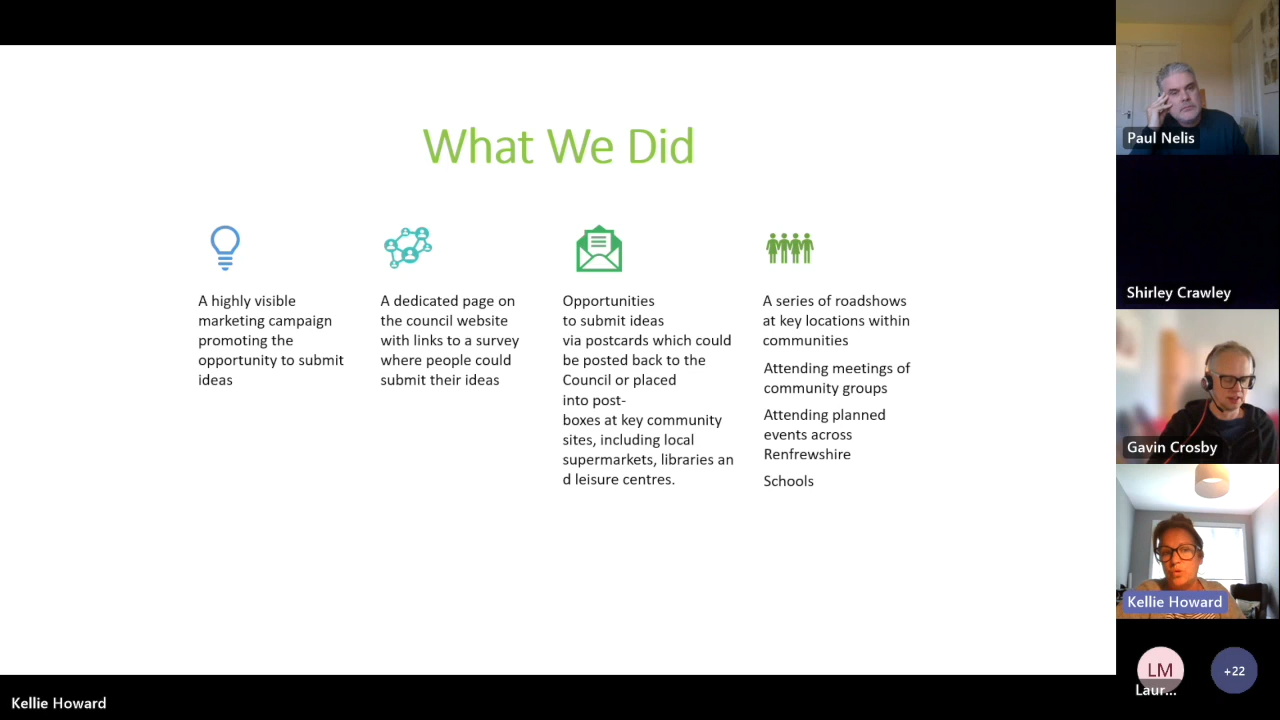 What We Did
A highly visible
marketing campaign
promoting the
opportunity to submit
ideas
A dedicated page on
the council website
with links to a survey
where people could
submit their ideas
Opportunities
to submit ideas
via postcards which could
be posted back to the
Council or placed
into post-
boxes at key community
sites, including local
supermarkets, libraries an
d leisure centres.
A series of roadshows
at key locations within
communities
Attending meetings of
community groups
Attending planned
events across
Renfrewshire
Schools
Paul Nelis
Shirley Crawley
Gavin Crosby
Kellie Howard
LM
Laur...
+22
Kellie Howard